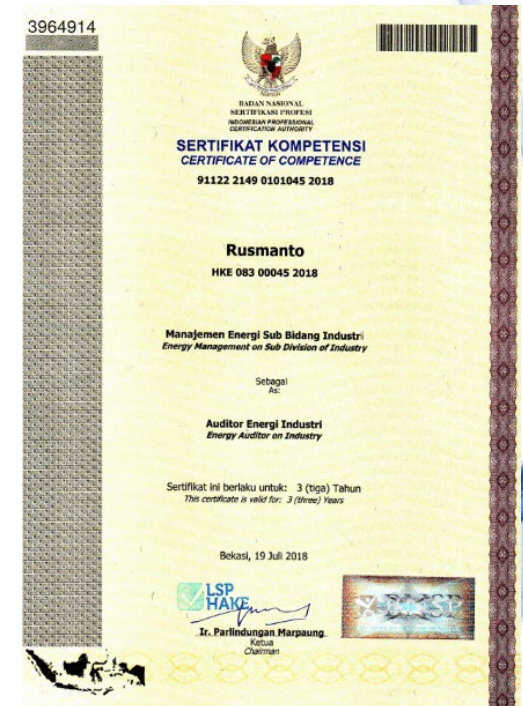 3964914
BADAN NASIONAL
SERTIFIKASI PROFESI
INDONESIAN PROFESSIONAL
CERTIFICATION AUTHORITY
SERTIFIKAT KOMPETENSI
CERTIFICATE OF COMPETENCE
91122 2149 0101045 2018
Rusmanto
HKE 083 00045 2018
Manajemen Energi Sub Bidang Industri
Energy Management on Sub Division of Industry
Sebagai
As:
Auditor Energi Industri
Energy Auditor on Industry
Sertifikat ini berlaku untuk: 3 (tiga) Tahun
This certificate is valid for: 3 (three) Years
Bekasi, 19 Juli 2018
LSP
HAKE
Ir. Parlindungan Marpaung
Ketua
Chairman